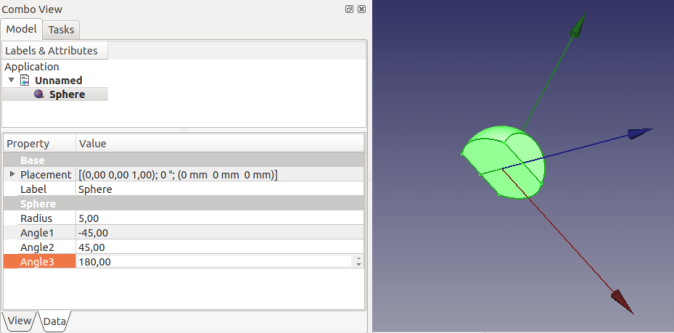 Combo View
Model Tasks
Labels & Attributes
Application
Unnamed
Sphere
Property Value
Base
Placement [(0,00 0,00 1,00); 0 °; (0 mm 0 mm 0 mm)]
Label Sphere
Sphere
Radius 5,00
Angle1 -45,00
Angle2 45,00
Angle3 180,00
View Data